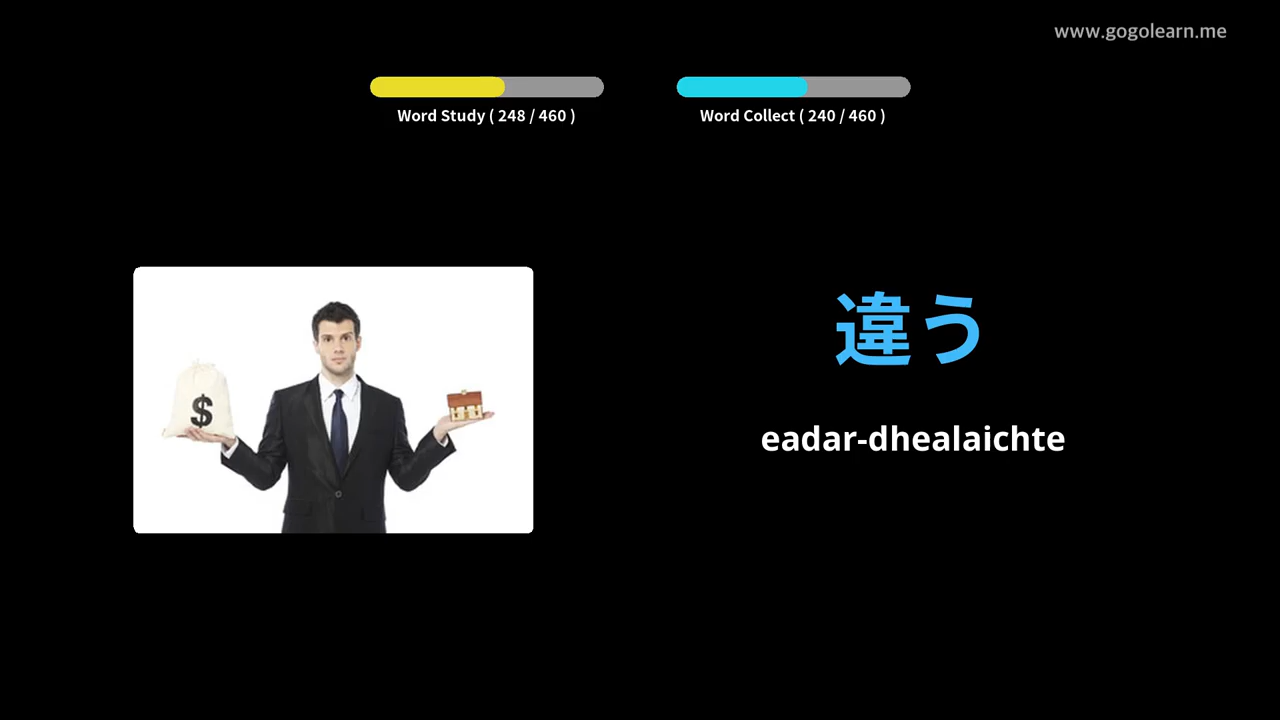 www.gogolearn.me
Word Study ( 248 / 460 )
Word Collect ( 240 / 460 )
$
違う
eadar-dhealaichte